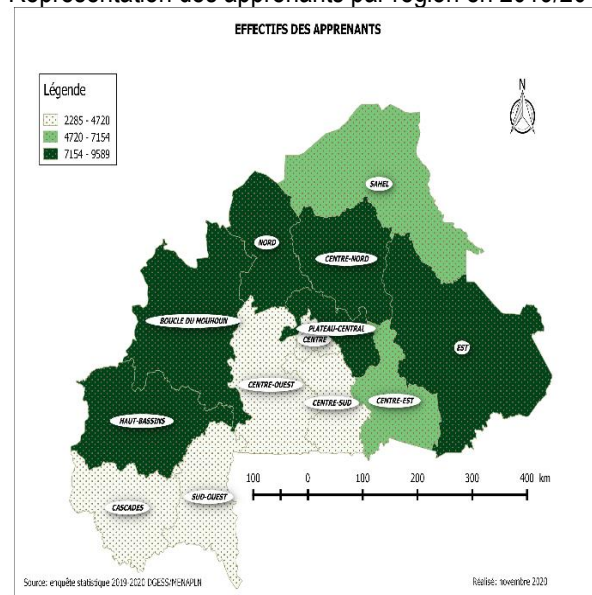 Représentation des apprenants par région en 2019/20
EFFECTIFS DES APPRENANTS
Légende
2285 - 4720
4720 - 7154
7154 - 9589
N
SAHEL
NORD
CENTRE-NORD
BOUCLE DU MOUHOUN
PLATEAU-CENTRAL
CENTRE
EST
CENTRE-OUEST
CENTRE-SUD
CENTRE-EST
HAUT-BASSINS
SUD-OUEST
CASCADES
100 0 100 200 300 400 km
Source: enquête statistique 2019-2020 DGESS/MENAPLN
Réalisé: novembre 2020